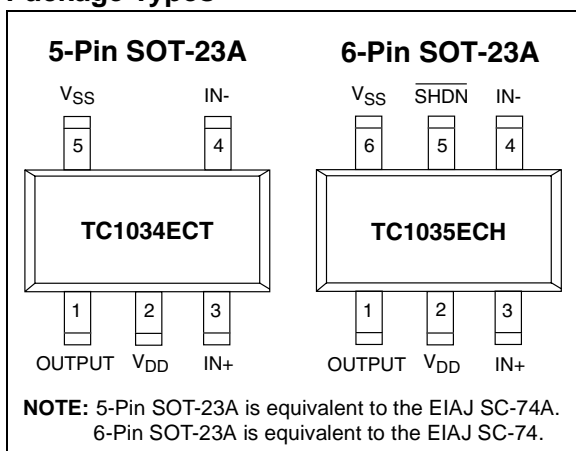 5-Pin SOT-23A 6-Pin SOT-23A
VSS IN- VSS SHDN IN-
5 4 6 5 4
TC1034ECT TC1035ECH
1 2 3 1 2 3
OUTPUT VDD IN+ OUTPUT VDD IN+
NOTE: 5-Pin SOT-23A is equivalent to the EIAJ SC-74A.
6-Pin SOT-23A is equivalent to the EIAJ SC-74.